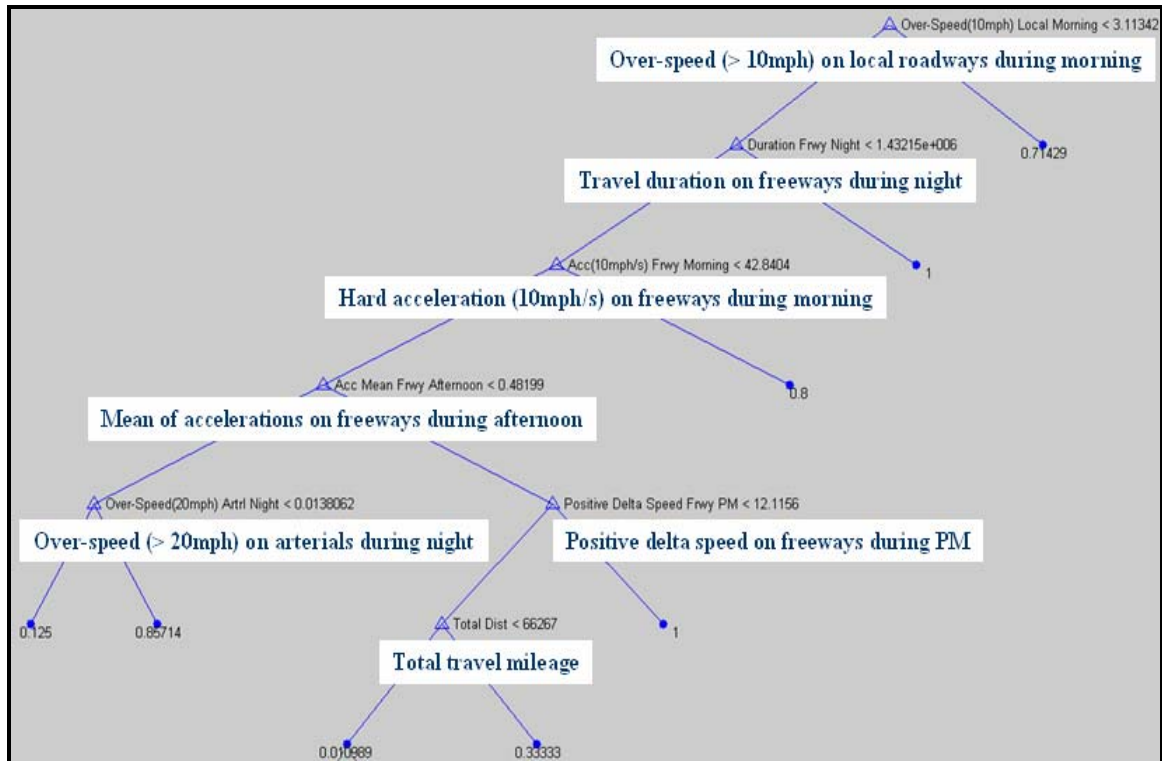 Over-Speed(10mph) Local Morning < 3.11342
Over-speed (> 10mph) on local roadways during morning
Duration Frwy Night < 1.43215e+006
0.71429
Travel duration on freeways during night
Acc(10mph/s) Frwy Morning < 42.8404
1
Hard acceleration (10mph/s) on freeways during morning
Acc Mean Frwy Afternoon < 0.48199
0.8
Mean of accelerations on freeways during afternoon
Over-Speed(20mph) Artrl Night < 0.0138062
Positive Delta Speed Frwy PM < 12.1156
Over-speed (> 20mph) on arterials during night
Positive delta speed on freeways during PM
0.125
0.85714
Total Dist < 66267
1
Total travel mileage
0.010989
0.33333